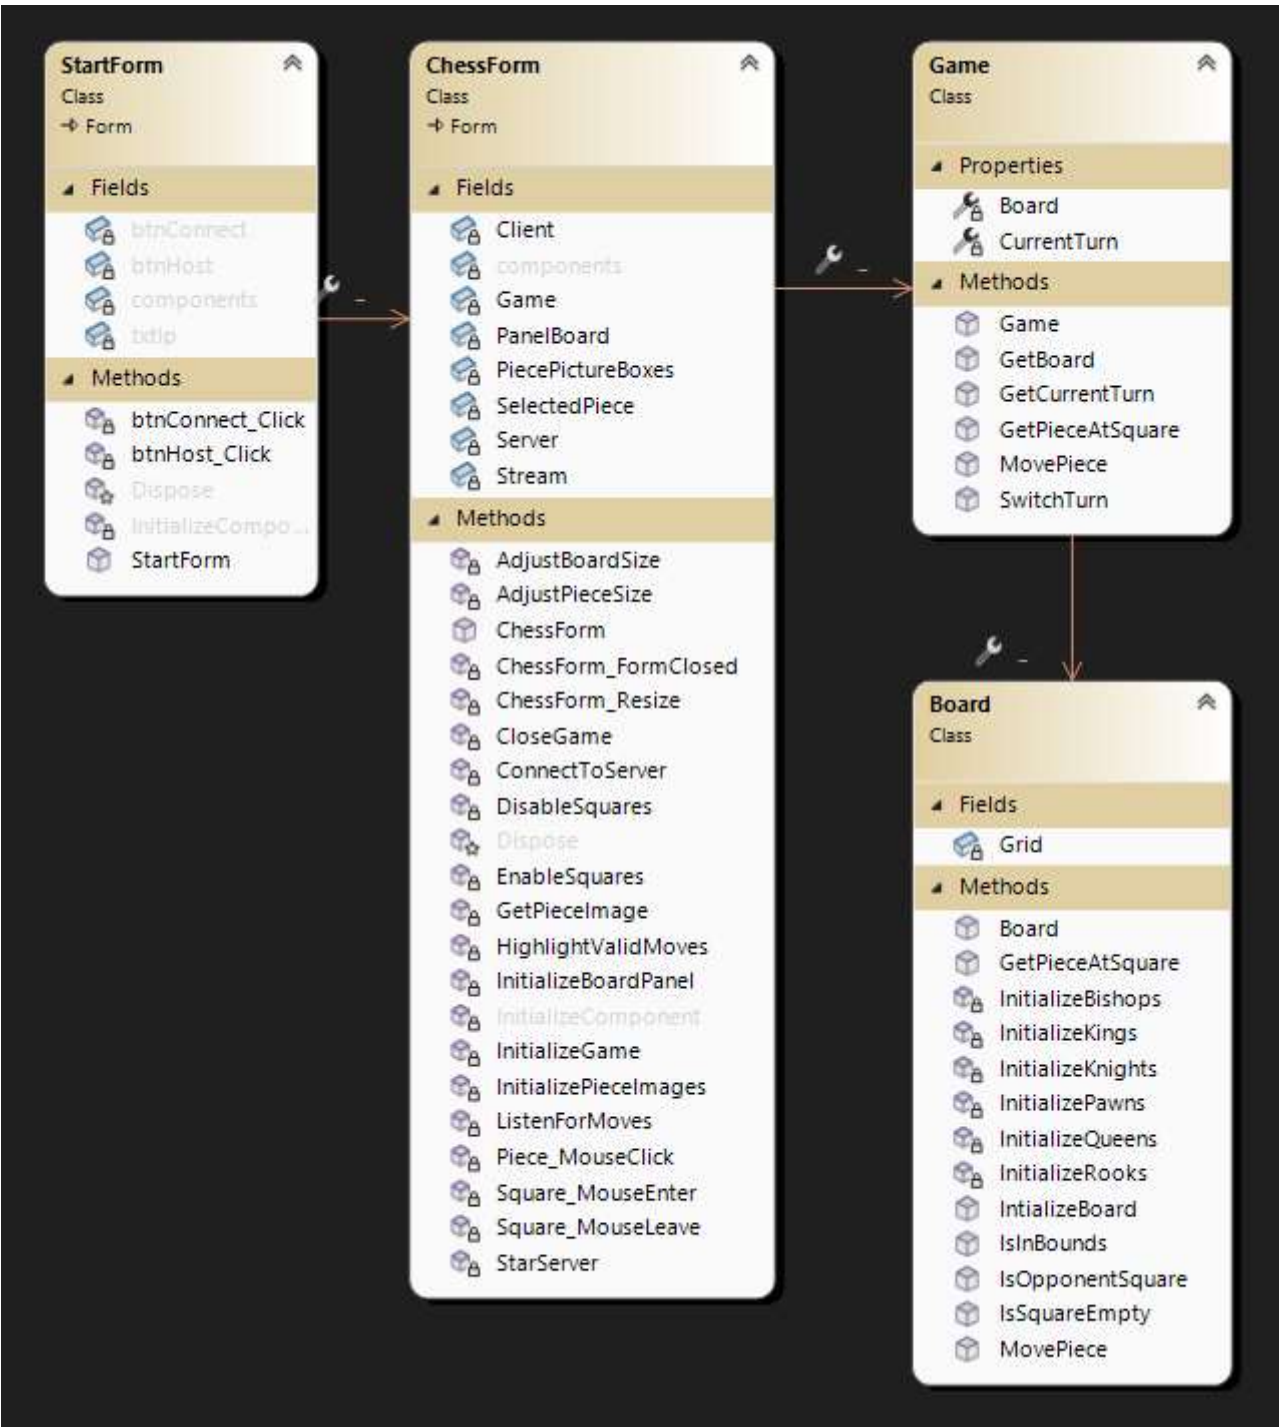 StartForm
Class
Form
Fields
btnConnect
btnHost
components
txtIp
Methods
btnConnect_Click
btnHost_Click
Dispose
InitializeCompo...
StartForm
ChessForm
Class
Form
Fields
Client
components
Game
PanelBoard
PiecePictureBoxes
SelectedPiece
Server
Stream
Methods
AdjustBoardSize
AdjustPieceSize
ChessForm
ChessForm_FormClosed
ChessForm_Resize
CloseGame
ConnectToServer
DisableSquares
Dispose
EnableSquares
GetPieceImage
HighlightValidMoves
InitializeBoardPanel
InitializeComponent
InitializeGame
InitializePieceImages
ListenForMoves
Piece_MouseClick
Square_MouseEnter
Square_MouseLeave
StarServer
Game
Class
Properties
Board
CurrentTurn
Methods
Game
GetBoard
GetCurrentTurn
GetPieceAtSquare
MovePiece
SwitchTurn
Board
Class
Fields
Grid
Methods
Board
GetPieceAtSquare
InitializeBishops
InitializeKings
InitializeKnights
InitializePawns
InitializeQueens
InitializeRooks
IntializeBoard
IsInBounds
IsOpponentSquare
IsSquareEmpty
MovePiece